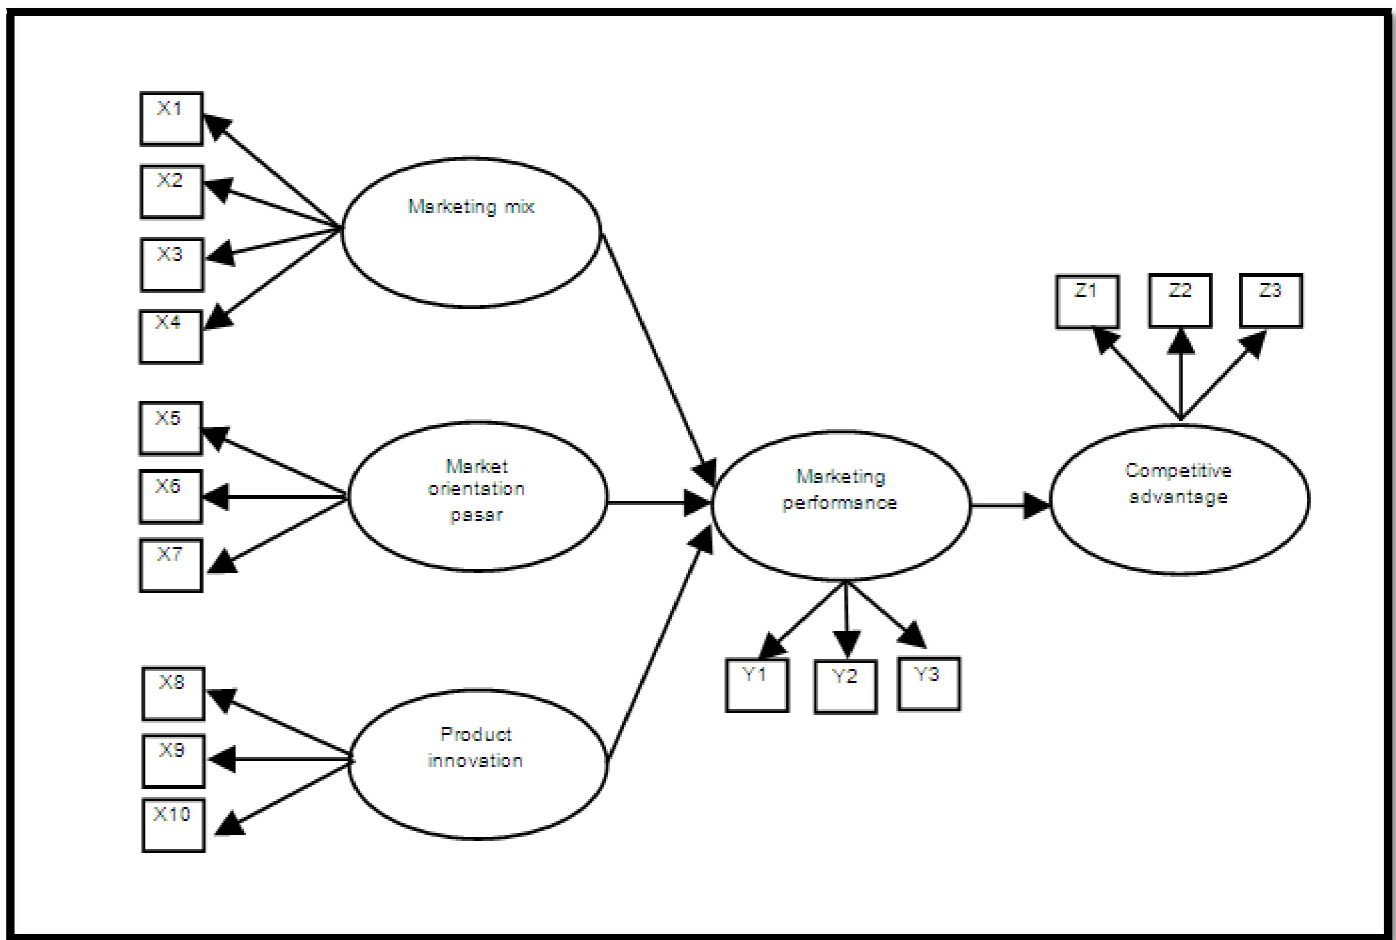 X1
X2
X3
X4
Marketing mix
X5
X6
X7
Market
orientation
pasar
X8
X9
X10
Product
innovation
Marketing
performance
Y1
Y2
Y3
Z1
Z2
Z3
Competitive
advantage